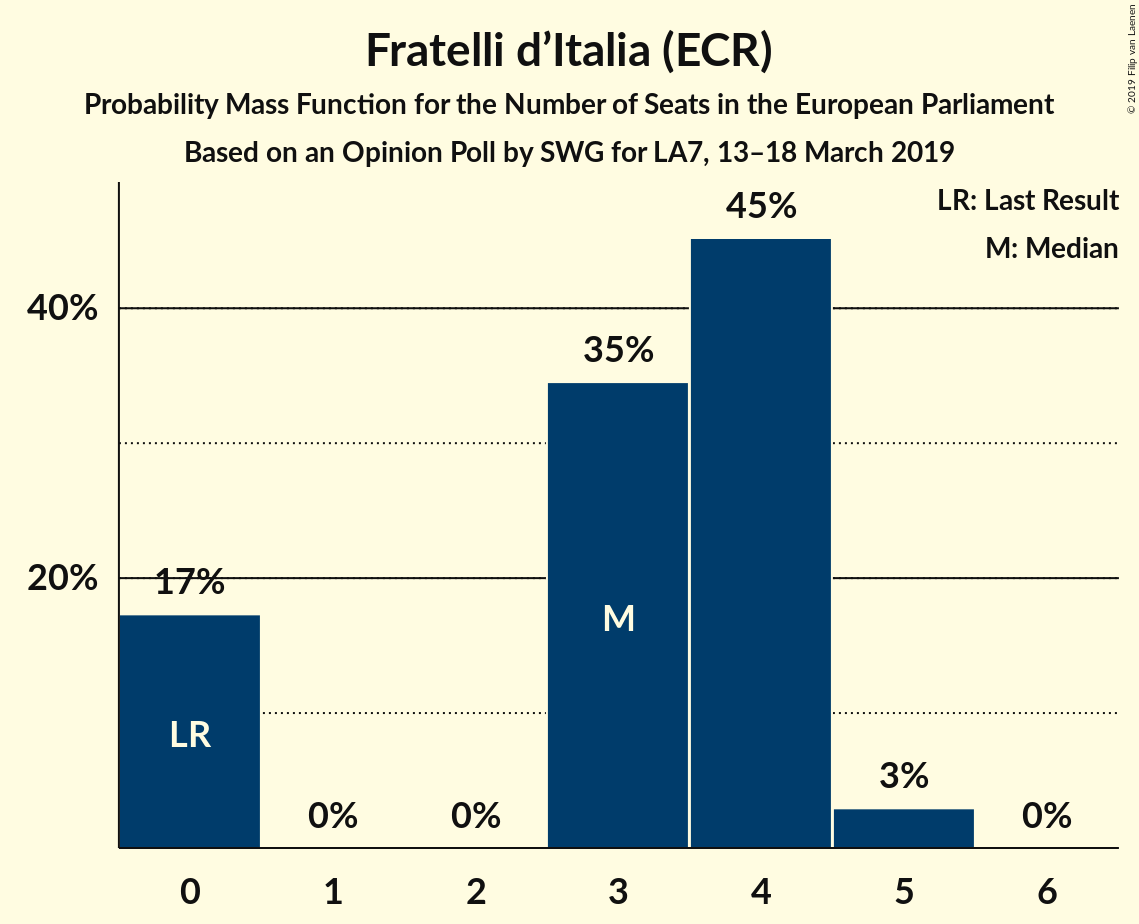 Fratelli d’Italia (ECR)
Probability Mass Function for the Number of Seats in the European Parliament
Based on an Opinion Poll by SWG for LA7, 13–18 March 2019
© 2019 Filip van Laenen
LR: Last Result
M: Median
45%
40%
35%
20%
17%
M
LR
3%
0%
0%
0%
0
1
2
3
4
5
6